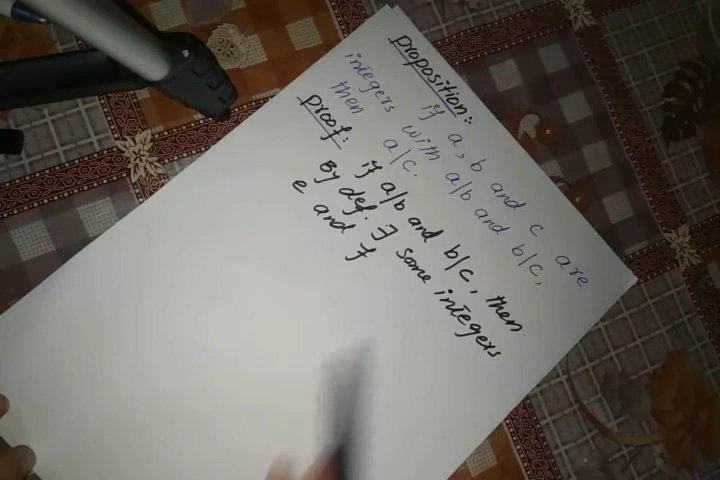 proposition:
if a, b and c are
integers with a/b and b/c,
then a/c.
proof: if a/b and b/c, then
By def. ∃ some integers
e and f